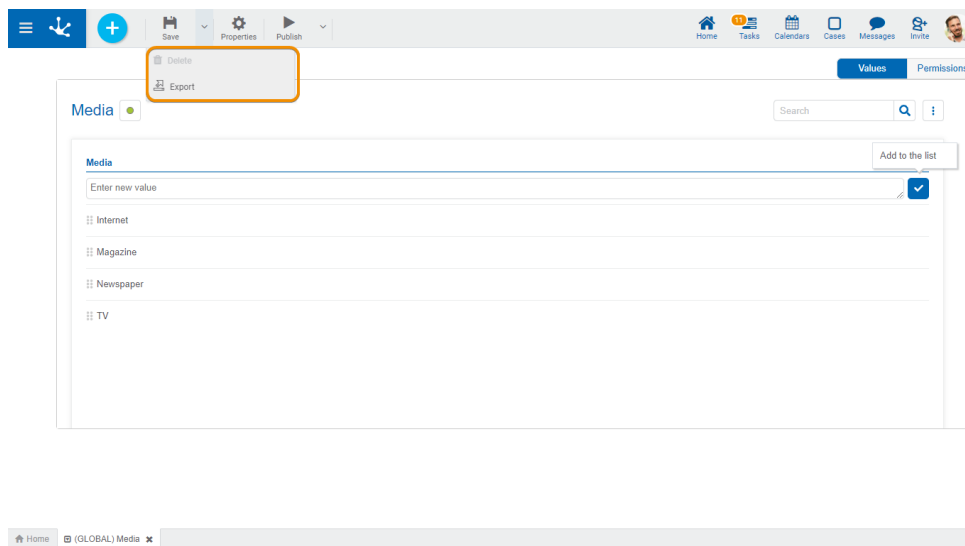 Save
Properties
Publish
Home
11
Tasks
Calendars
Cases
Messages
Invite
Delete
Export
Values
Permissions
Media
Search
Add to the list
Media
Enter new value
Internet
Magazine
Newspaper
TV
Home
(GLOBAL) Media